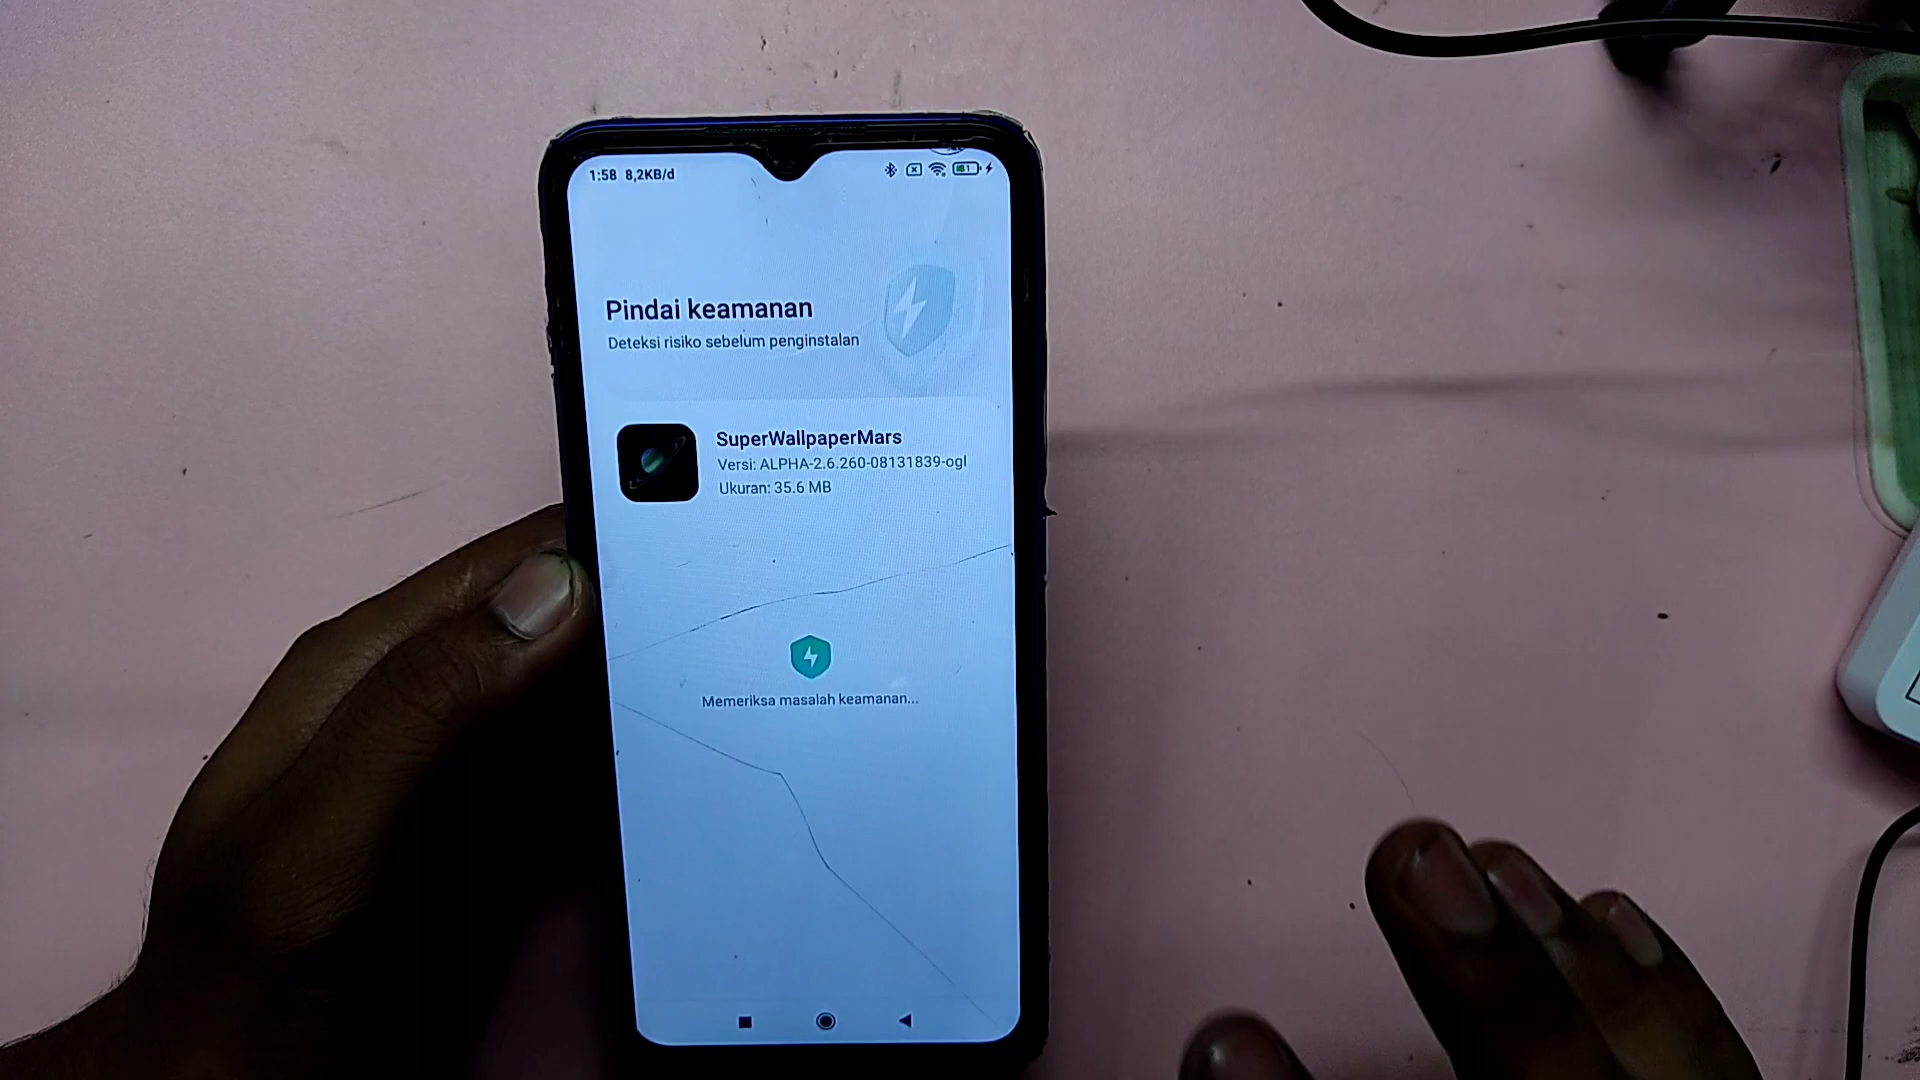 1:58 8,2KB/d
Pindai keamanan
Deteksi risiko sebelum penginstalan
SuperWallpaperMars
Versi: ALPHA-2.6.260-08131839-ogl
Ukuran: 35.6 MB
Memeriksa masalah keamanan...